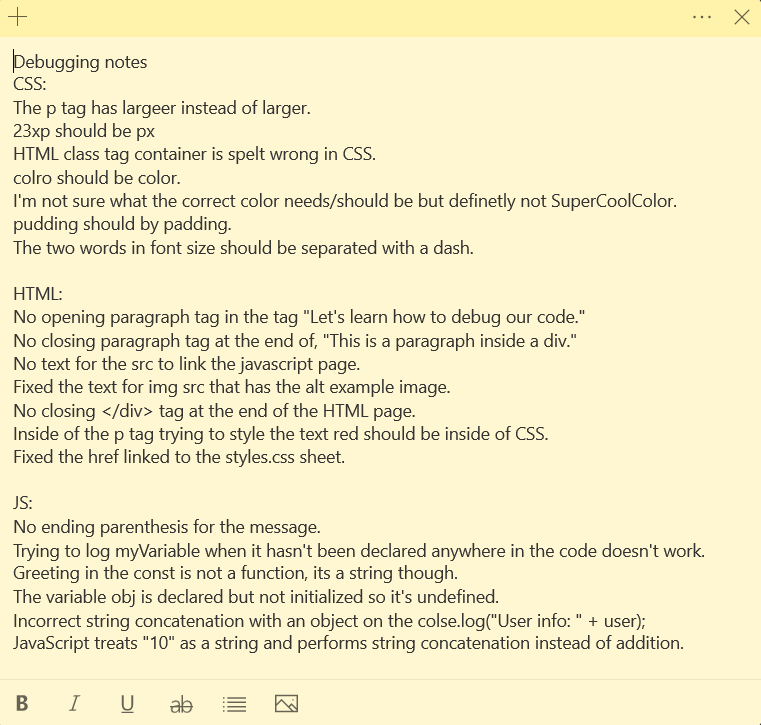 Debugging notes
CSS:
The p tag has largeer instead of larger.
23xp should be px
HTML class tag container is spelt wrong in CSS.
colro should be color.
I'm not sure what the correct color needs/should be but definetly not SuperCoolColor.
pudding should by padding.
The two words in font size should be separated with a dash.
HTML:
No opening paragraph tag in the tag "Let's learn how to debug our code."
No closing paragraph tag at the end of, "This is a paragraph inside a div."
No text for the src to link the javascript page.
Fixed the text for img src that has the alt example image.
No closing </div> tag at the end of the HTML page.
Inside of the p tag trying to style the text red should be inside of CSS.
Fixed the href linked to the styles.css sheet.
JS:
No ending parenthesis for the message.
Trying to log myVariable when it hasn't been declared anywhere in the code doesn't work.
Greeting in the const is not a function, its a string though.
The variable obj is declared but not initialized so it's undefined.
Incorrect string concatenation with an object on the colse.log("User info: " + user);
JavaScript treats "10" as a string and performs string concatenation instead of addition.
B I U ab